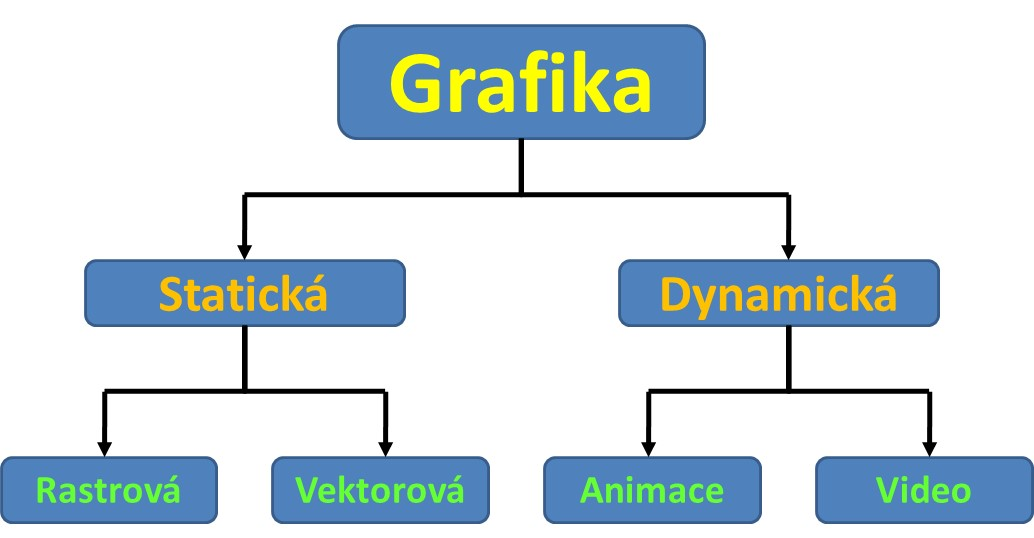 Grafika
Statická
Dynamická
Rastrová
Vektorová
Animace
Video